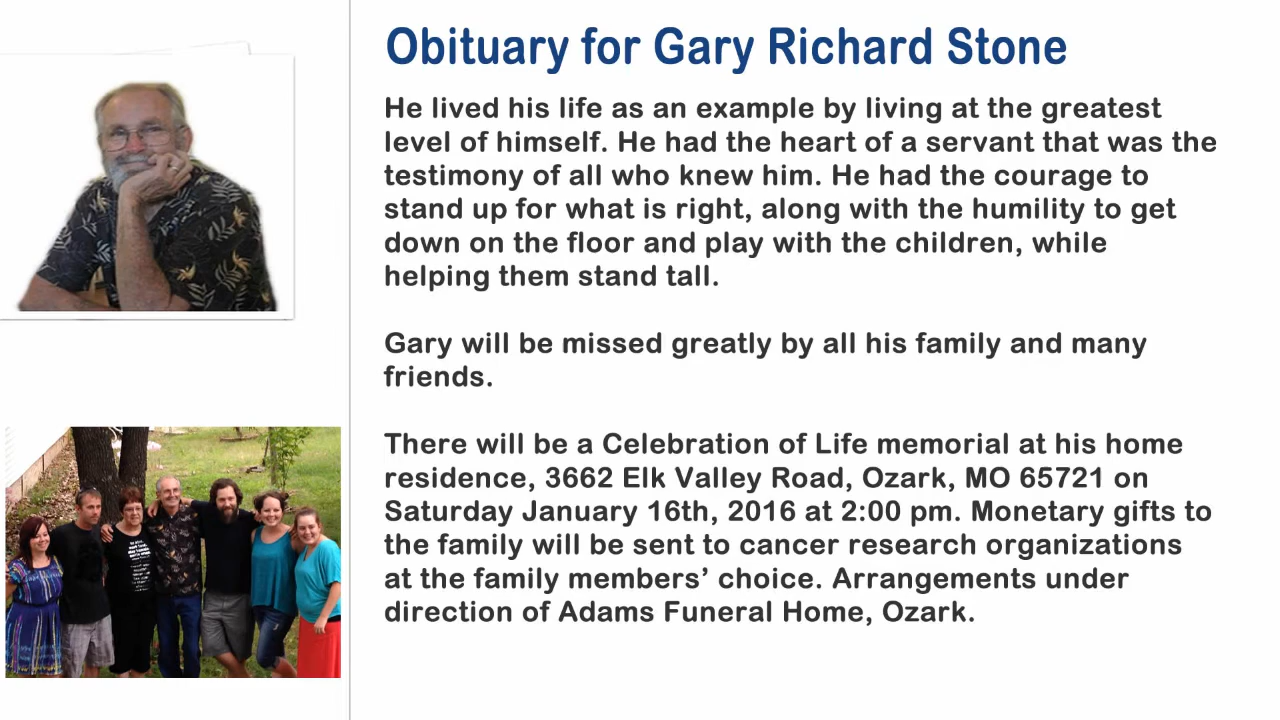 Obituary for Gary Richard Stone
He lived his life as an example by living at the greatest
level of himself. He had the heart of a servant that was the
testimony of all who knew him. He had the courage to
stand up for what is right, along with the humility to get
down on the floor and play with the children, while
helping them stand tall.
Gary will be missed greatly by all his family and many
friends.
There will be a Celebration of Life memorial at his home
residence, 3662 Elk Valley Road, Ozark, MO 65721 on
Saturday January 16th, 2016 at 2:00 pm. Monetary gifts to
the family will be sent to cancer research organizations
at the family members’ choice. Arrangements under
direction of Adams Funeral Home, Ozark.